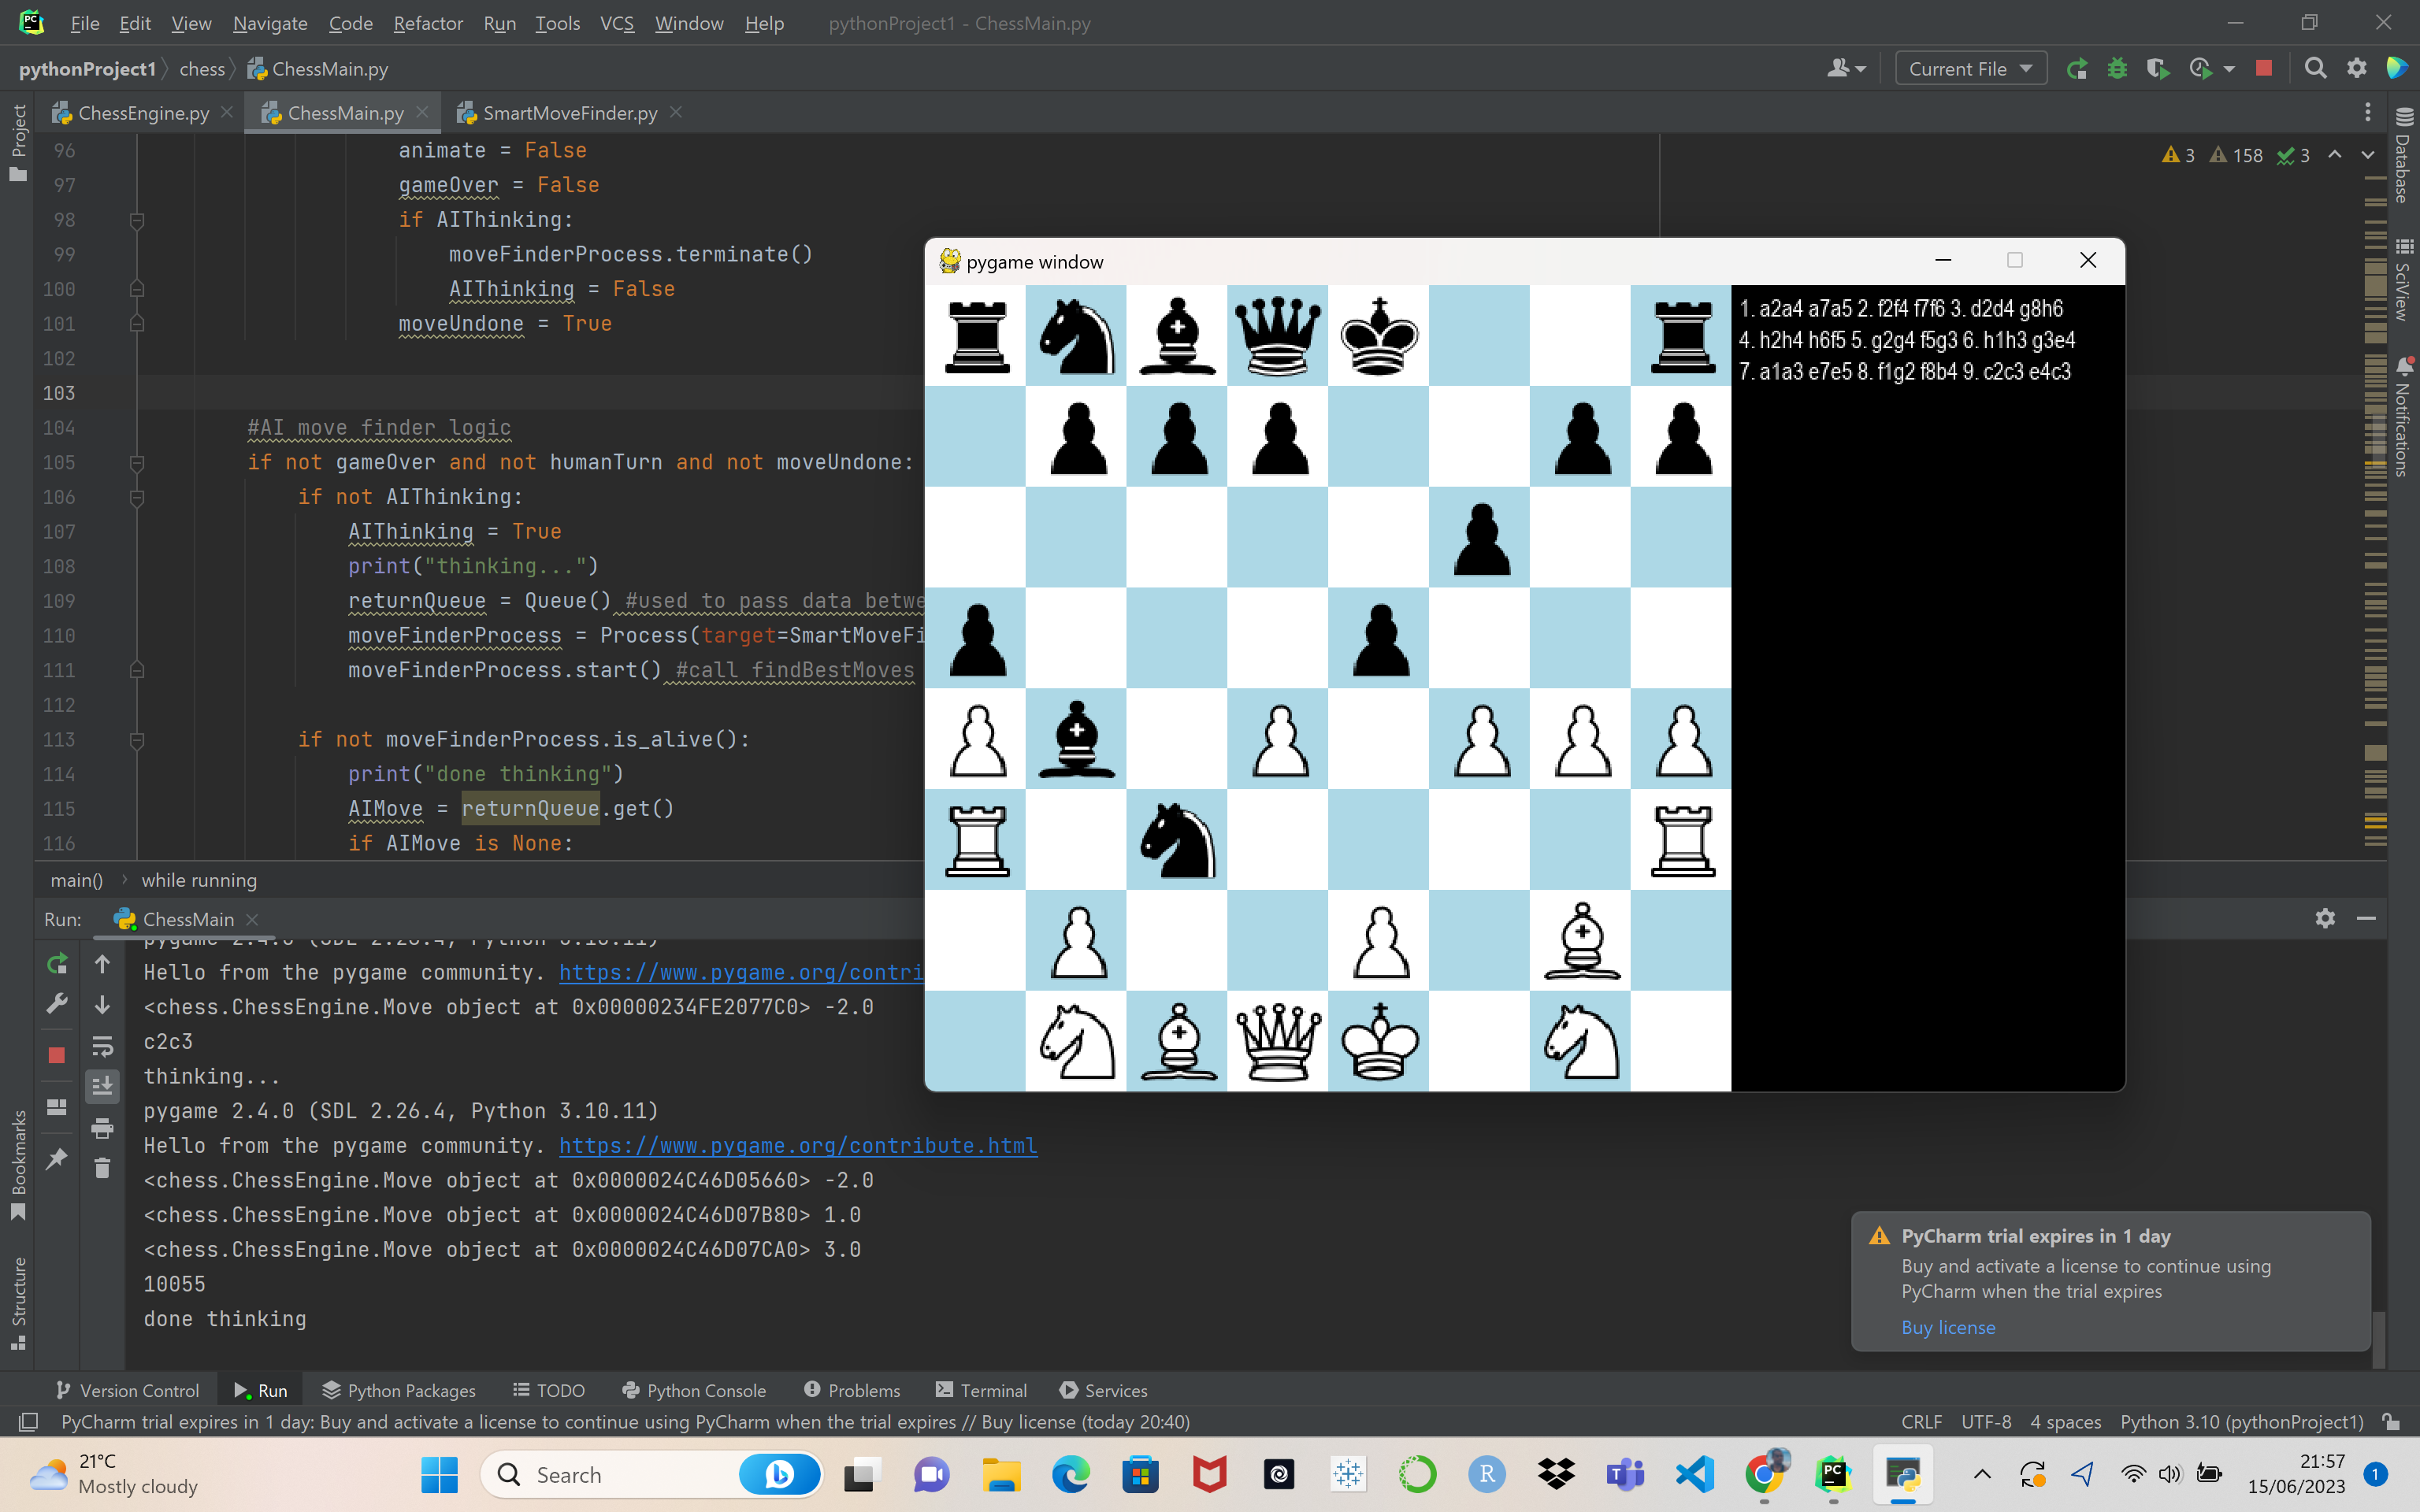 File Edit View Navigate Code Refactor Run Tools VCS Window Help pythonProject1 - ChessMain.py
pythonProject1 chess ChessMain.py Current File
Project
ChessEngine.py ChessMain.py SmartMoveFinder.py
3 158 3
96 animate = False
97 gameOver = False
98 if AIThinking:
99 moveFinderProcess.terminate()
100 AIThinking = False
101 moveUndone = True
102
103
104 #AI move finder logic
105 if not gameOver and not humanTurn and not moveUndone:
106 if not AIThinking:
107 AIThinking = True
108 print("thinking...")
109 returnQueue = Queue() #used to pass data betwe
110 moveFinderProcess = Process(target=SmartMoveFi
111 moveFinderProcess.start() #call findBestMoves
112
113 if not moveFinderProcess.is_alive():
114 print("done thinking")
115 AIMove = returnQueue.get()
116 if AIMove is None:
main() while running
Database
SciView
Notifications
pygame window
1. a2a4 a7a5 2. f2f4 f7f6 3. d2d4 g8h6
4. h2h4 h6f5 5. g2g4 f5g3 6. h1h3 g3e4
7. a1a3 e7e5 8. f1g2 f8b4 9. c2c3 e4c3
Run: ChessMain
pygame 2.4.0 (SDL 2.26.4, Python 3.10.11)
Hello from the pygame community. https://www.pygame.org/contri
<chess.ChessEngine.Move object at 0x00000234FE2077C0> -2.0
c2c3
thinking...
pygame 2.4.0 (SDL 2.26.4, Python 3.10.11)
Hello from the pygame community. https://www.pygame.org/contribute.html
<chess.ChessEngine.Move object at 0x0000024C46D05660> -2.0
<chess.ChessEngine.Move object at 0x0000024C46D07B80> 1.0
<chess.ChessEngine.Move object at 0x0000024C46D07CA0> 3.0
10055
done thinking
Bookmarks
Structure
PyCharm trial expires in 1 day
Buy and activate a license to continue using
PyCharm when the trial expires
Buy license
Version Control Run Python Packages TODO Python Console Problems Terminal Services
PyCharm trial expires in 1 day: Buy and activate a license to continue using PyCharm when the trial expires // Buy license (today 20:40) CRLF UTF-8 4 spaces Python 3.10 (pythonProject1)
21°C
Mostly cloudy
Search
21:57
15/06/2023
1